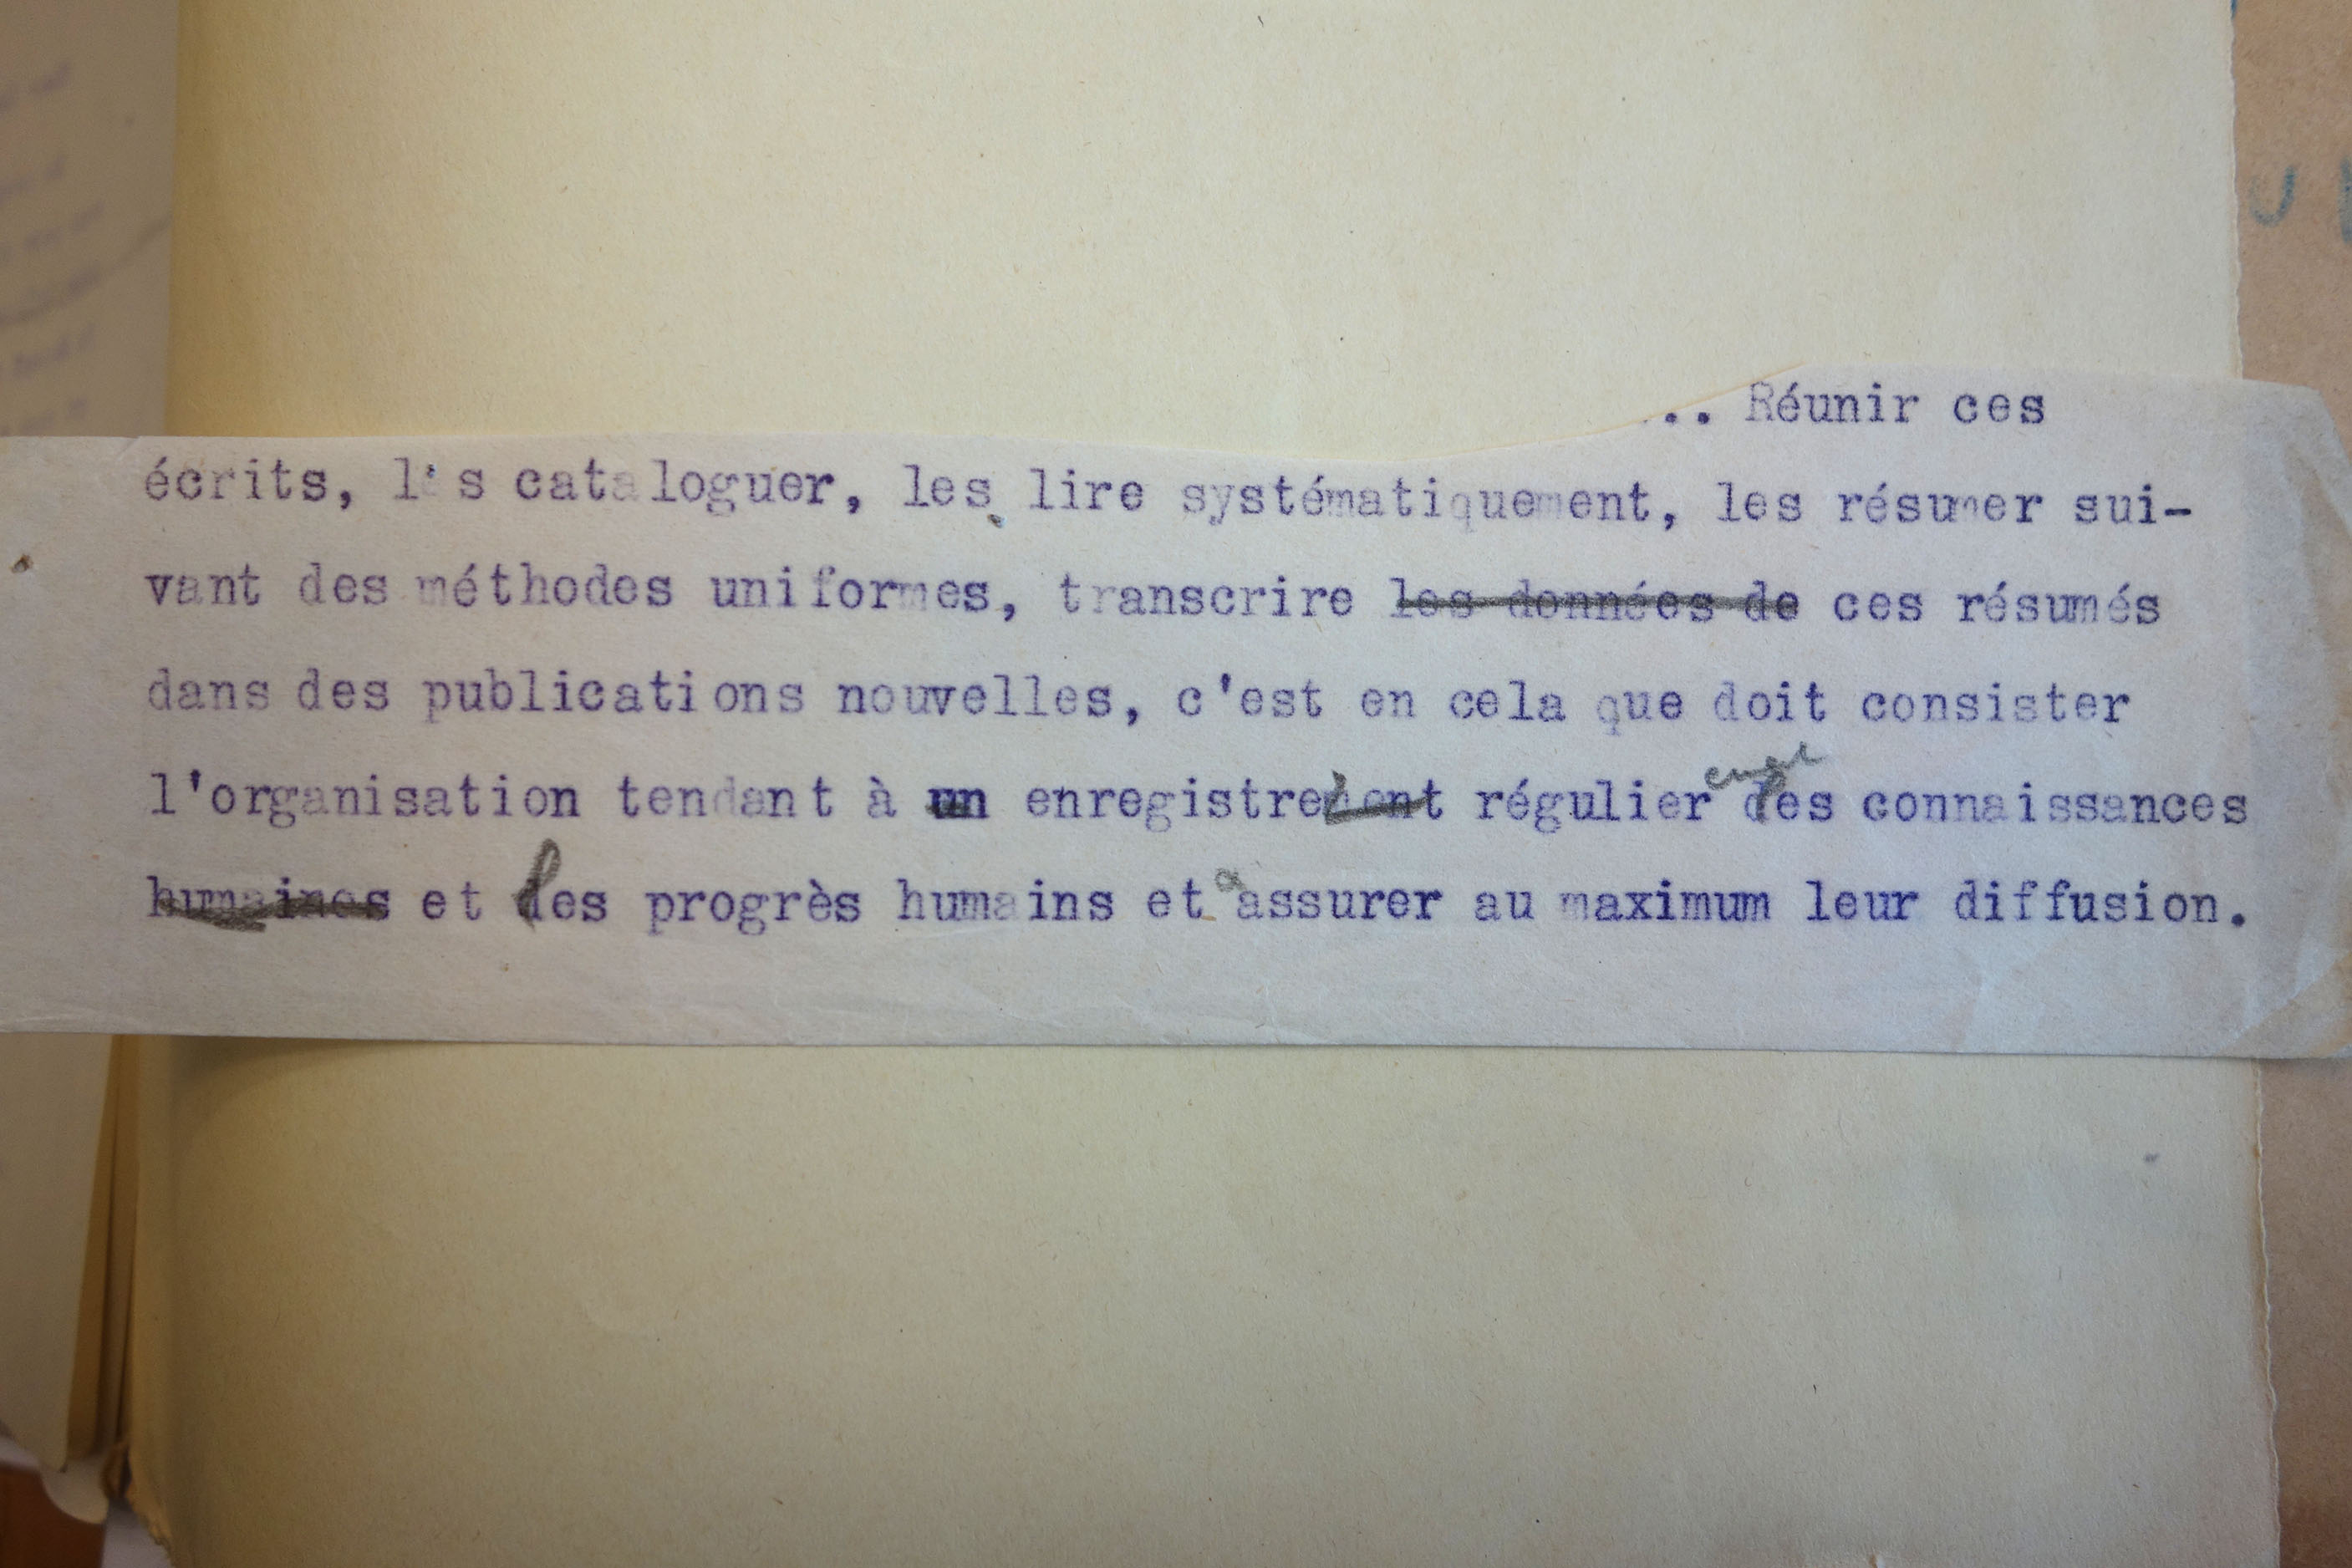 .. Réunir ces
écrits, les cataloguer, les lire systématiquement, les résumer sui-
vant des méthodes uniformes, transcrire les données de ces résumés
dans des publications nouvelles, c'est en cela que doit consister
l'organisation tendant à un enregistrement régulier des connaissances
humaines et les progrès humains et à assurer au maximum leur diffusion.